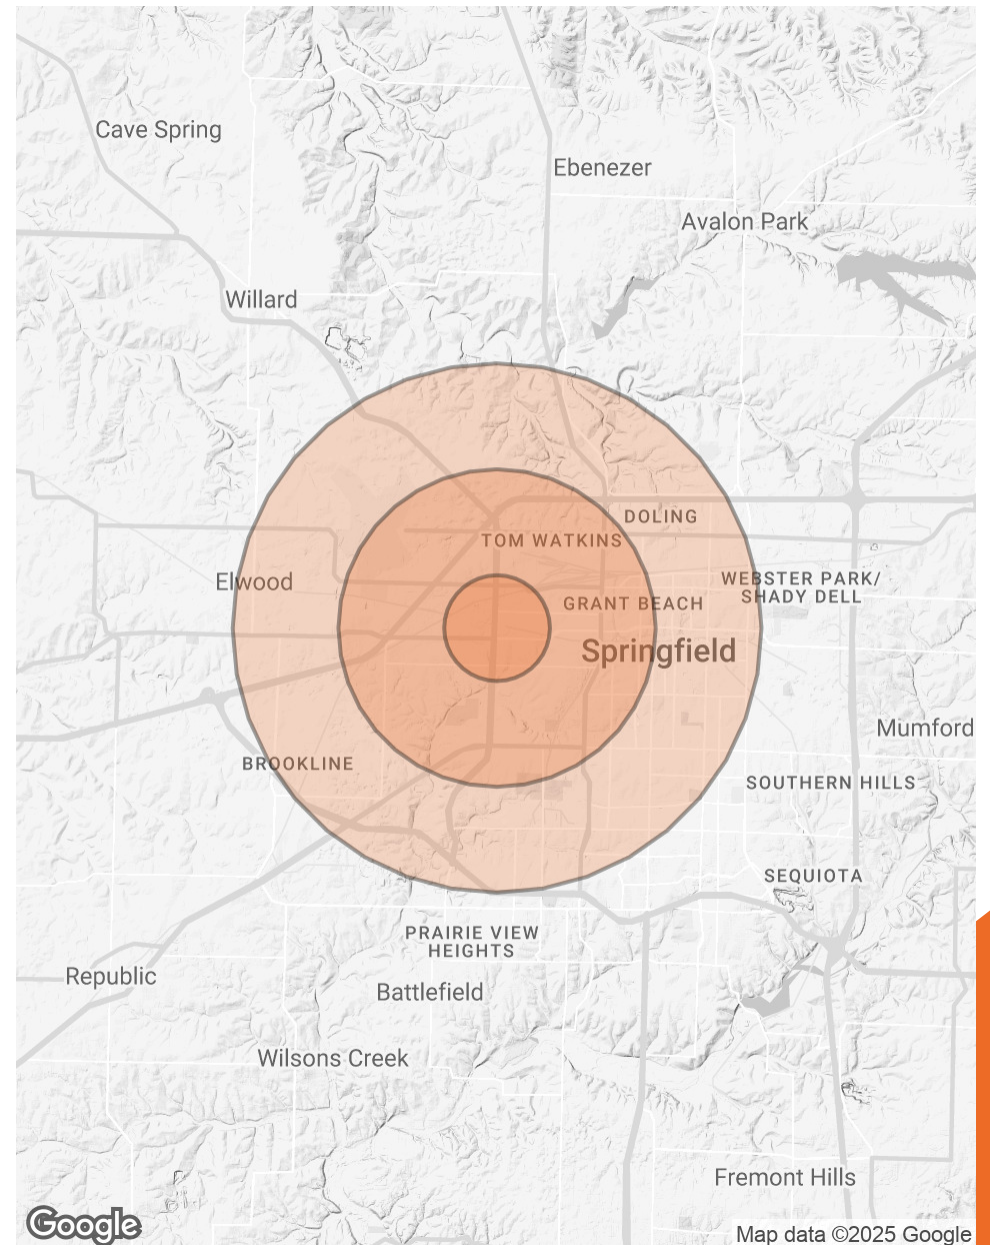 Cave Spring
Ebenezer
Avalon Park
Willard
DOLING
TOM WATKINS
Elwood
WEBSTER PARK/
SHADY DELL
GRANT BEACH
Springfield
Mumford
BROOKLINE
SOUTHERN HILLS
SEQUIOTA
PRAIRIE VIEW
HEIGHTS
Republic
Battlefield
Wilsons Creek
Fremont Hills
Google
Map data ©2025 Google